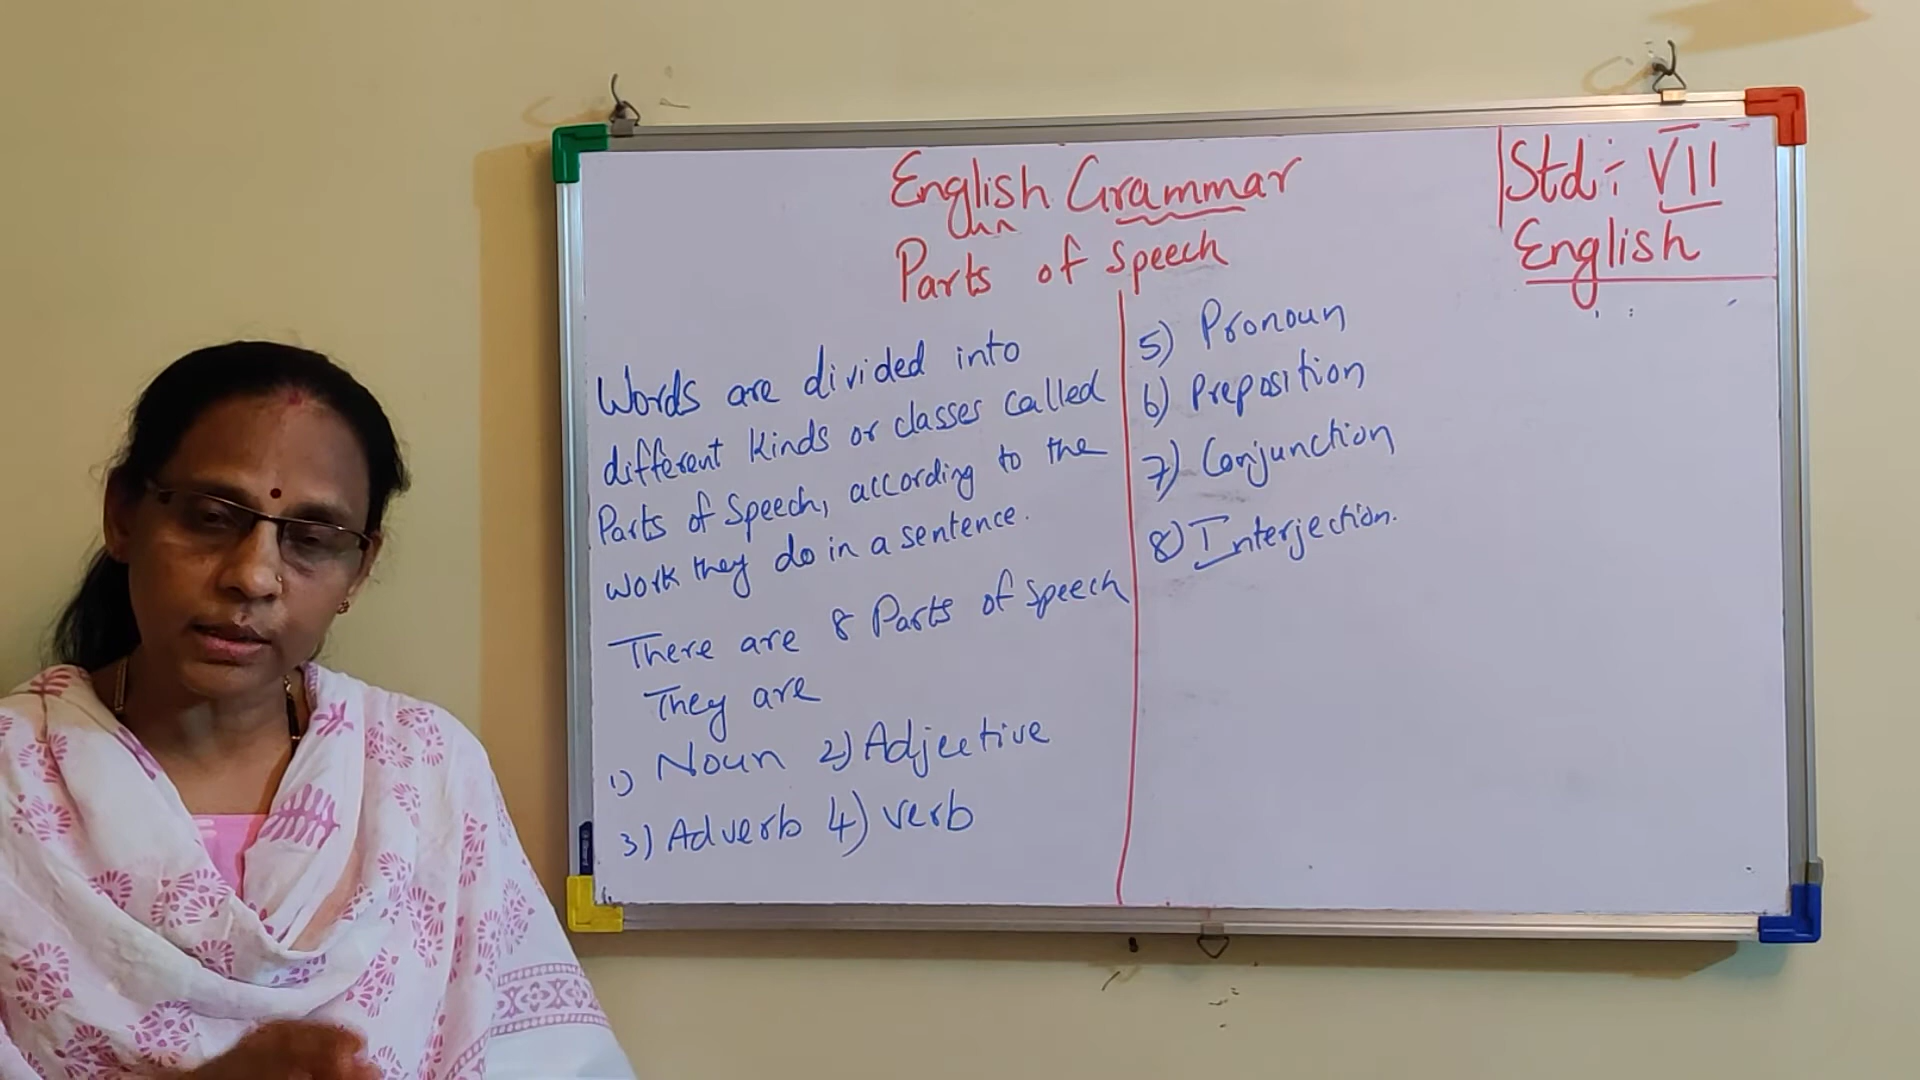 English Grammar
Parts of Speech
Std:- VII
English
Words are divided into
different kinds or classes called
Parts of Speech, according to the
work they do in a sentence.
There are 8 Parts of Speech
They are
1) Noun 2) Adjective
3) Adverb 4) verb
5) Pronoun
6) Preposition
7) Conjunction
8) Interjection.